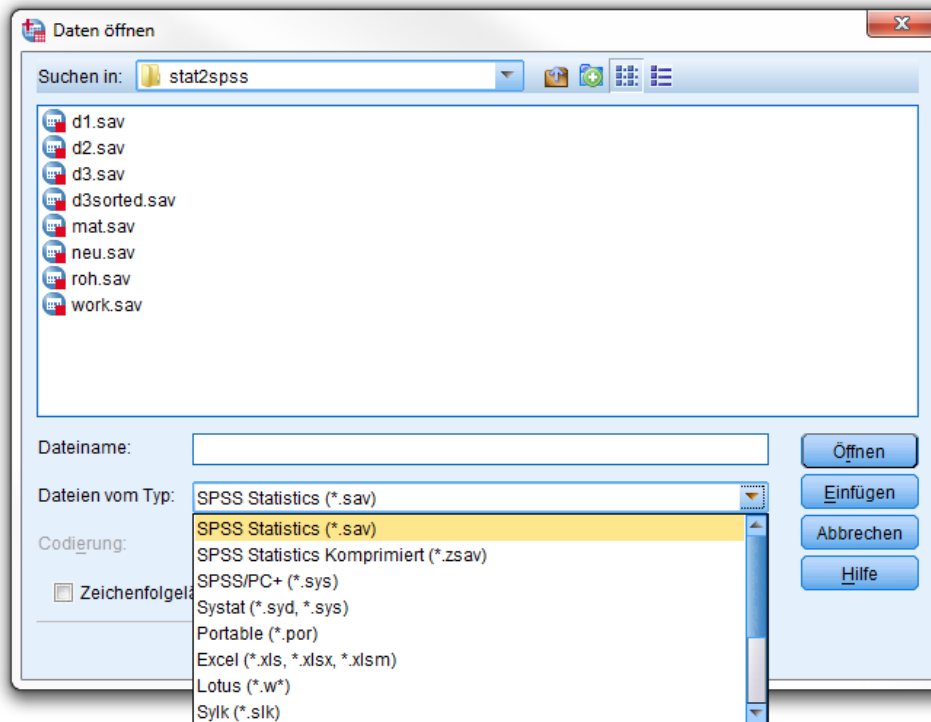 Daten öffnen
Suchen in: stat2spss
d1.sav
d2.sav
d3.sav
d3sorted.sav
mat.sav
neu.sav
roh.sav
work.sav
Dateiname:
Öffnen
Dateien vom Typ: SPSS Statistics (*.sav)
Einfügen
SPSS Statistics (*.sav)
Codierung:
Abbrechen
SPSS Statistics Komprimiert (*.zsav)
SPSS/PC+ (*.sys)
Hilfe
Zeichenfolgelä
Systat (*.syd, *.sys)
Portable (*.por)
Excel (*.xls, *.xlsx, *.xlsm)
Lotus (*.w*)
Sylk (*.slk)